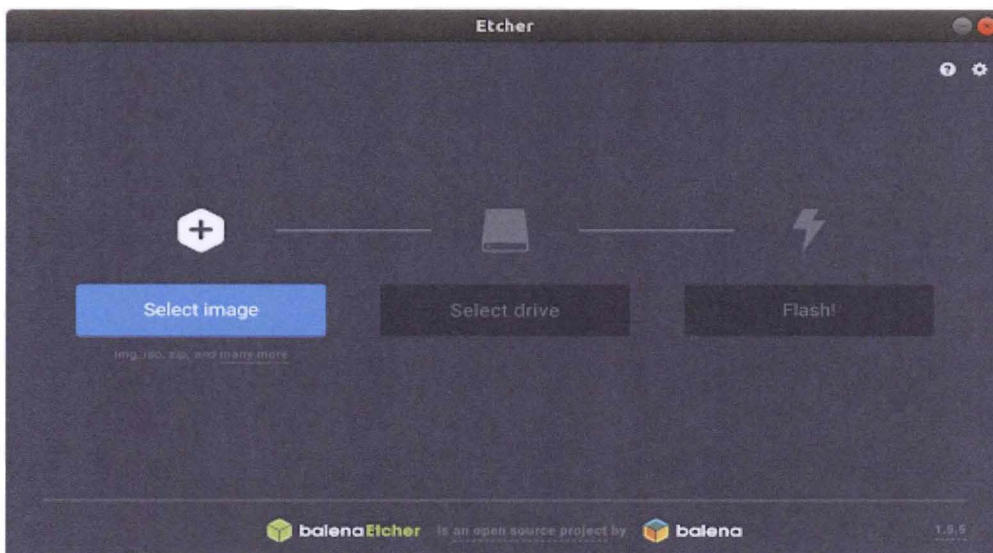 Etcher
Select image
Select drive
Flash!
img, iso, zip, and many more
balenaEtcher is an open source project by balena
1.5.5